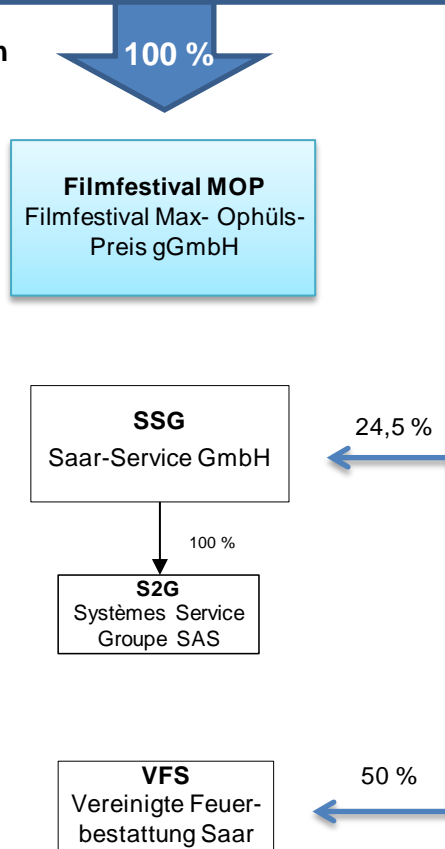 100 %
Filmfestival MOP
Filmfestival Max- Ophüls-
Preis gGmbH
SSG
Saar-Service GmbH
24,5 %
100 %
S2G
Systèmes Service
Groupe SAS
VFS
Vereinigte Feuer-
bestattung Saar
50 %